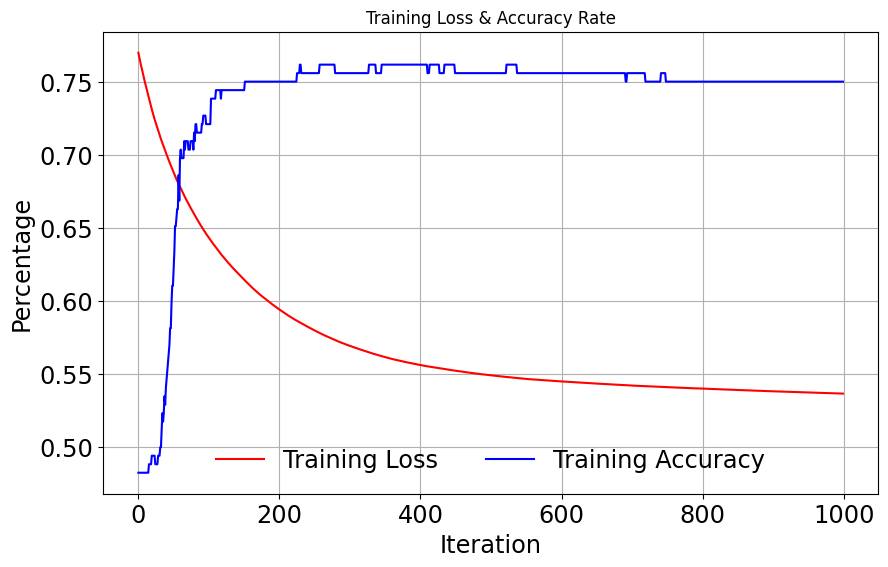 Training Loss & Accuracy Rate
Percentage
0.75
0.70
0.65
0.60
0.55
0.50
Training Loss Training Accuracy
0 200 400 600 800 1000
Iteration